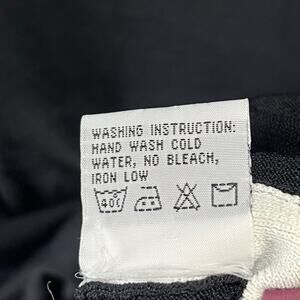 WASHING INSTRUCTION:
HAND WASH COLD
WATER, NO BLEACH,
IRON LOW
40